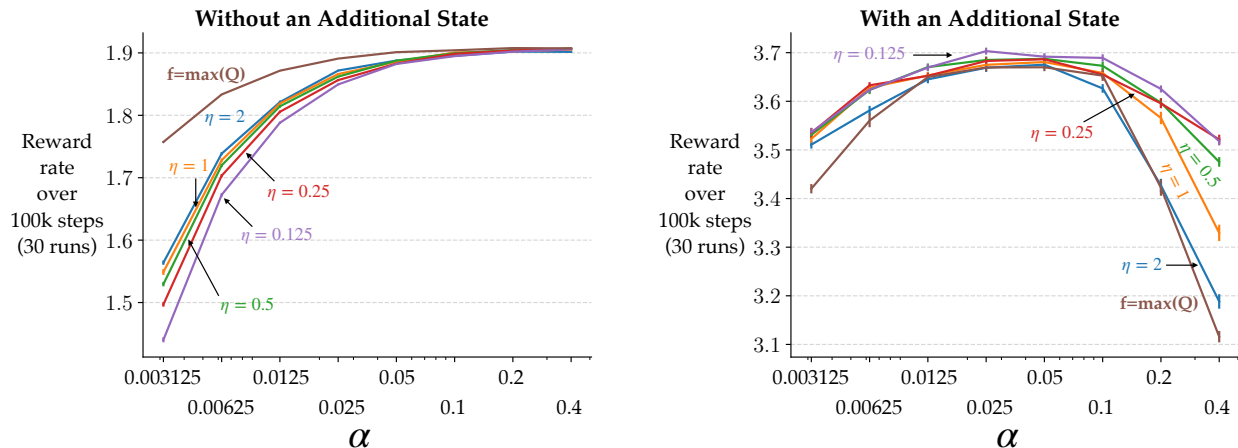 Without an Additional State
1.9
1.8
1.7
1.6
1.5
Reward
rate
over
100k steps
(30 runs)
f=max(Q)
η = 2
η = 1
η = 0.25
η = 0.125
η = 0.5
0.003125
0.0125
0.05
0.2
0.00625
0.025
0.1
0.4
α
With an Additional State
3.7
3.6
3.5
3.4
3.3
3.2
3.1
Reward
rate
over
100k steps
(30 runs)
η = 0.125
η = 0.25
η = 0.5
η = 1
η = 2
f=max(Q)
0.003125
0.0125
0.05
0.2
0.00625
0.025
0.1
0.4
α